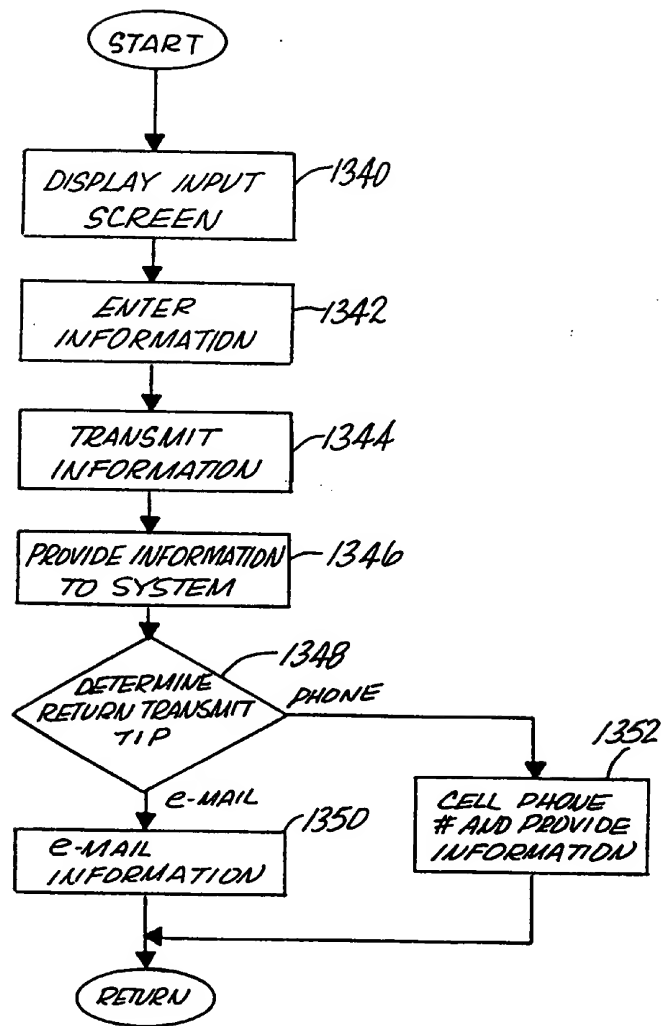 START
DISPLAY INPUT
SCREEN
1340
ENTER
INFORMATION
1342
TRANSMIT
INFORMATION
1344
PROVIDE INFORMATION
TO SYSTEM
1346
1348
DETERMINE
RETURN TRANSMIT
TIP
PHONE
e-MAIL
1350
e-MAIL
INFORMATION
1352
CELL PHONE
# AND PROVIDE
INFORMATION
RETURN